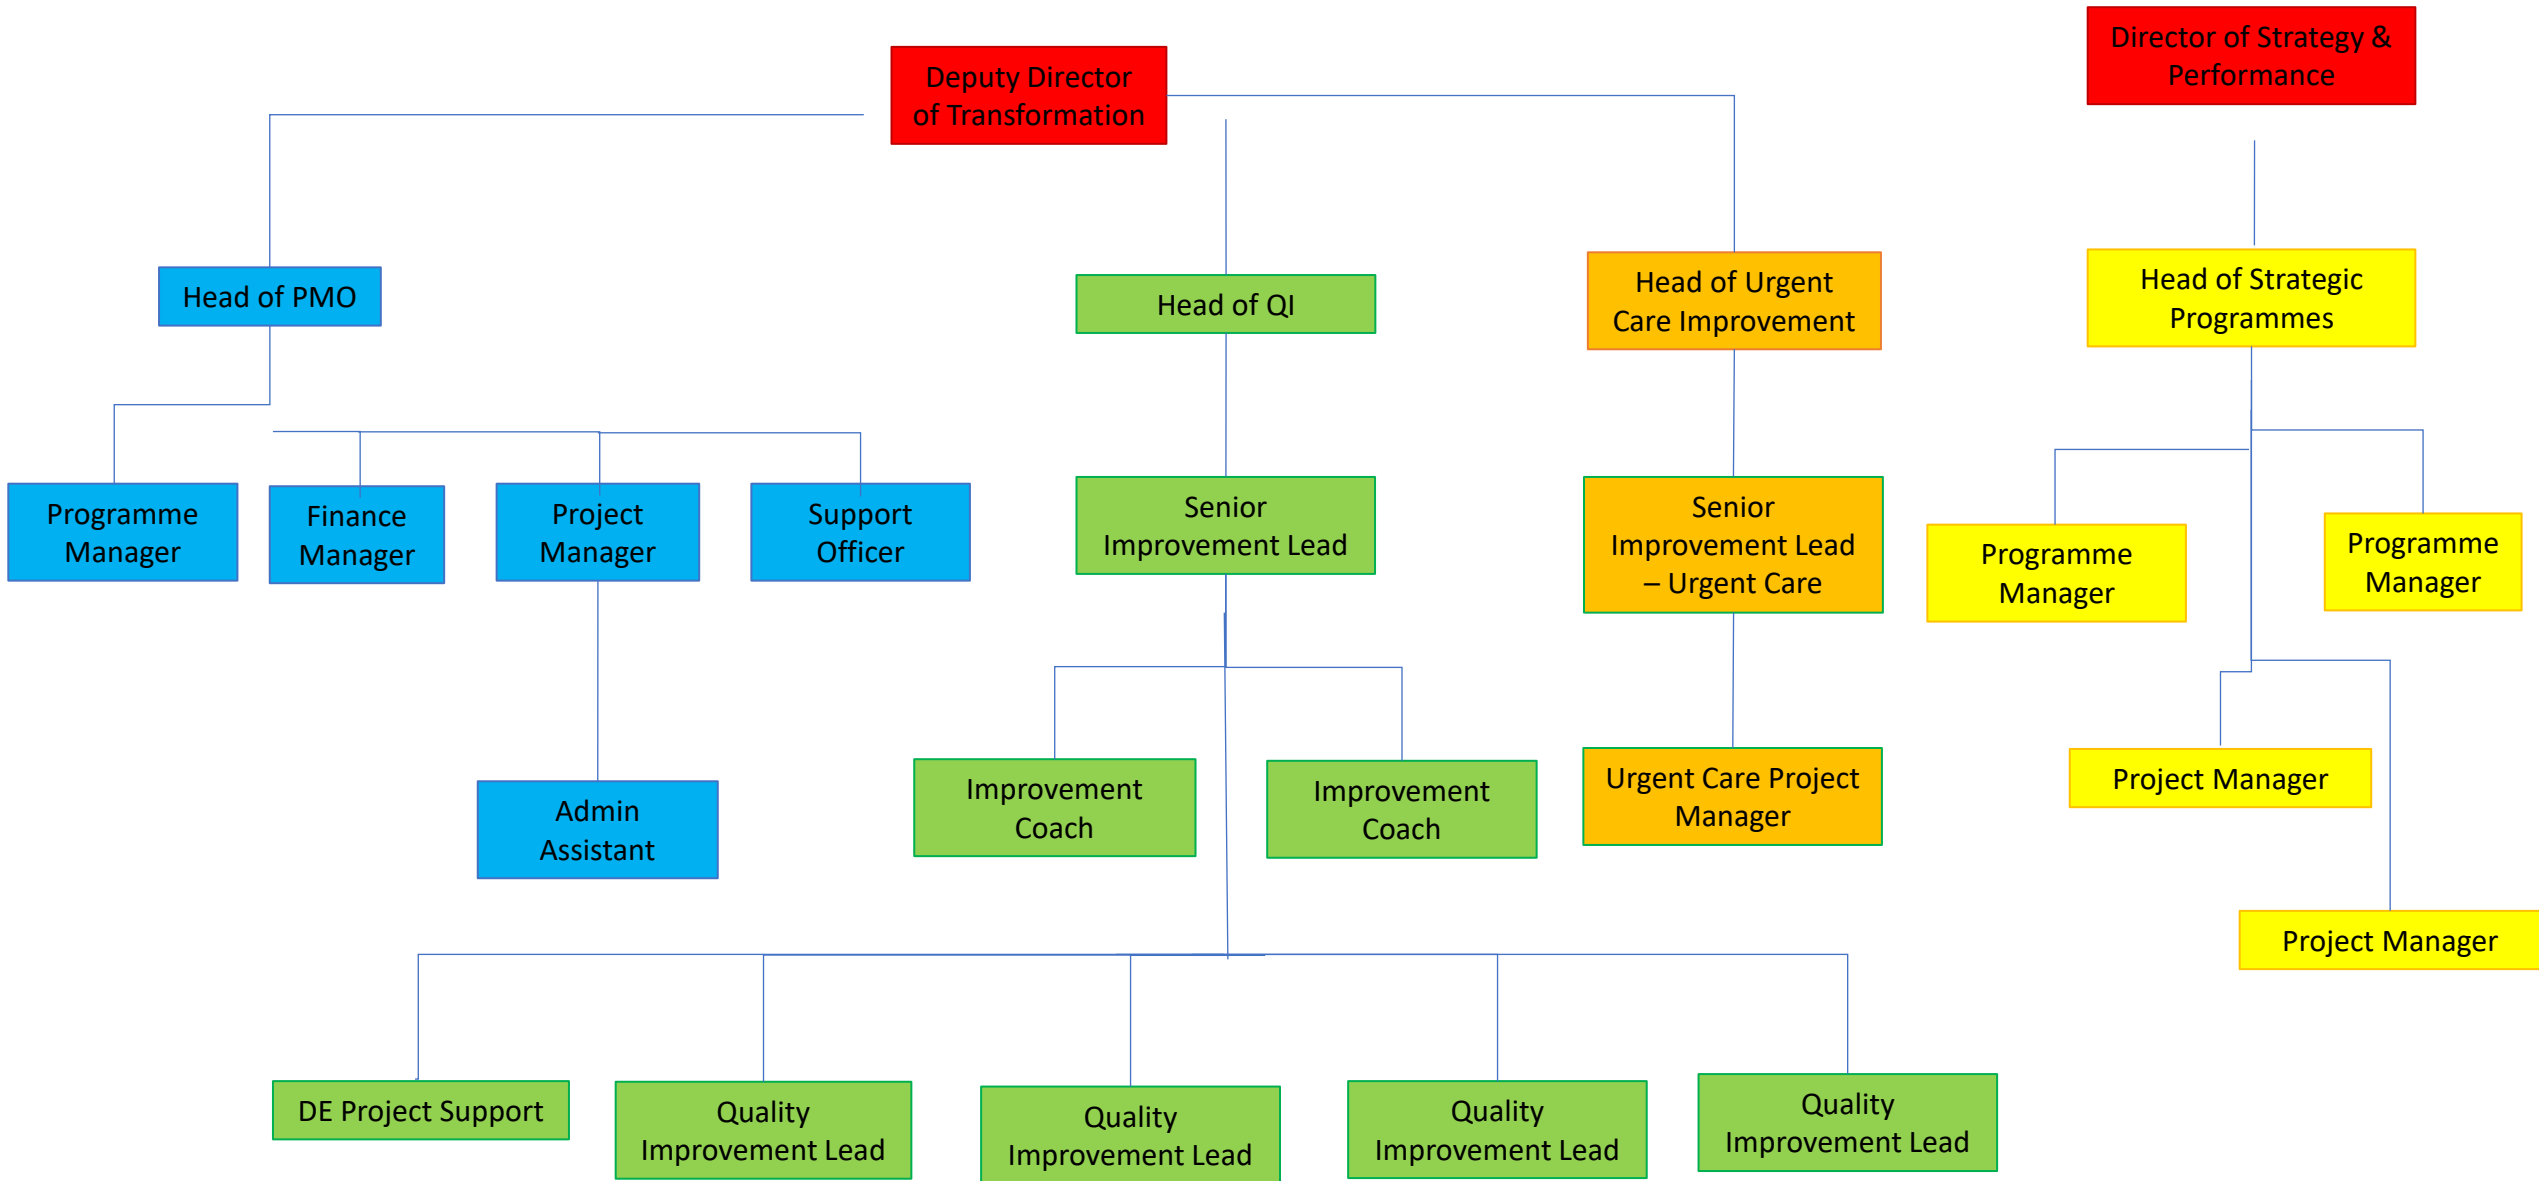 Deputy Director
of Transformation
Director of Strategy &
Performance
Head of PMO
Head of QI
Head of Urgent
Care Improvement
Head of Strategic
Programmes
Programme
Manager
Finance
Manager
Project
Manager
Support
Officer
Senior
Improvement Lead
Senior
Improvement Lead
– Urgent Care
Programme
Manager
Programme
Manager
Admin
Assistant
Improvement
Coach
Improvement
Coach
Urgent Care Project
Manager
Project Manager
Project Manager
DE Project Support
Quality
Improvement Lead
Quality
Improvement Lead
Quality
Improvement Lead
Quality
Improvement Lead